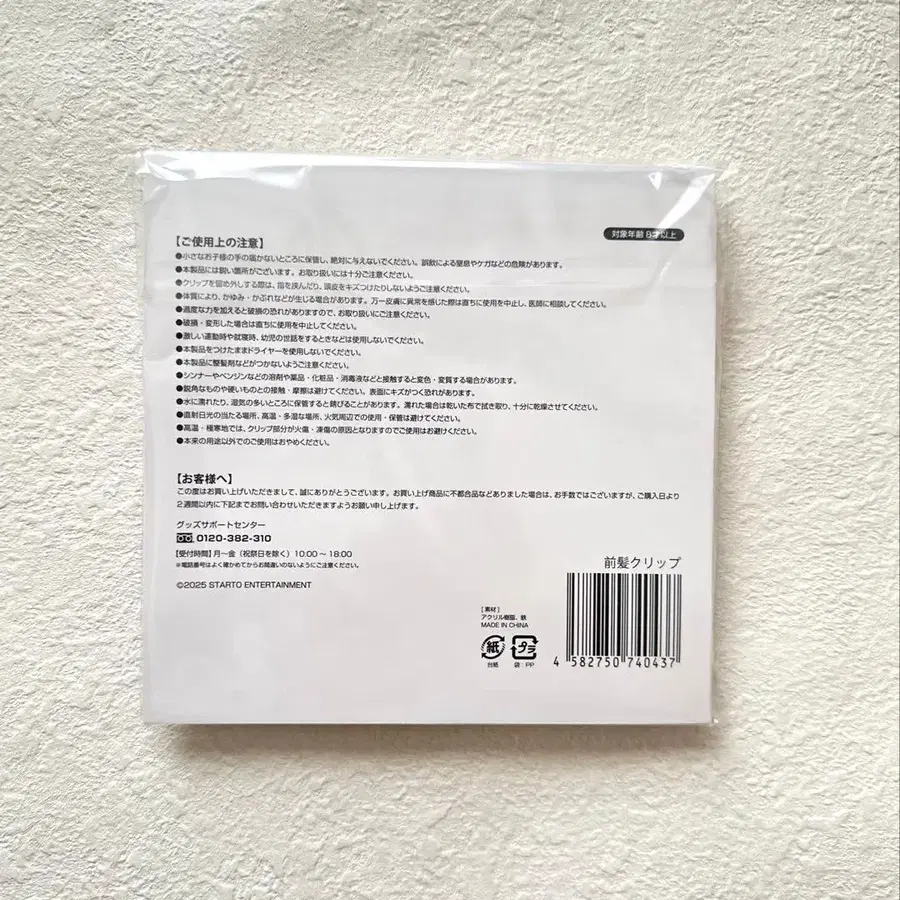 【ご使用上の注意】
対象年齢 8才以上
●小さなお子様の手の届かないところに保管し、絶対に与えないでください。誤飲による窒息やケガなどの危険があります。
●本製品には鋭い箇所がございます。お取り扱いには十分ご注意ください。
●クリップを留め外しする際は、指を挟んだり、頭皮をキズつけたりしないようご注意ください。
●体質により、かゆみ・かぶれなどが生じる場合があります。万一皮膚に異常を感じた際は直ちに使用を中止し、医師に相談してください。
●過度な力を加えると破損の恐れがありますので、お取り扱いにご注意ください。
●破損・変形した場合は直ちに使用を中止してください。
●激しい運動時や就寝時、幼児の世話をするときなどは使用しないでください。
●本製品をつけたままドライヤーを使用しないでください。
●本製品に整髪剤などがつかないようご注意ください。
●シンナーやベンジンなどの溶剤や薬品・化粧品・消毒液などと接触すると変色・変質する場合があります。
●鋭角なものや硬いものとの接触・摩擦は避けてください。表面にキズがつく恐れがあります。
●水に濡れたり、湿気の多いところに保管すると錆びることがあります。濡れた場合は乾いた布で拭き取り、十分に乾燥させてください。
●直射日光の当たる場所、高温・多湿な場所、火気周辺での使用・保管は避けてください。
●高温・極寒地では、クリップ部分が火傷・凍傷の原因となりますのでご使用はお避けください。
●本来の用途以外でのご使用はおやめください。
【お客様へ】
この度はお買い上げいただきまして、誠にありがとうございます。お買い上げ商品に不都合品などありました場合は、お手数ではございますが、ご購入日より
2週間以内に下記までお問い合わせいただきますようお願い申し上げます。
グッズサポートセンター
0120-382-310
【受付時間】月～金（祝祭日を除く）10:00～18:00
※電話番号はよく確かめてからお間違いのないようにご注意ください。
©2025 STARTO ENTERTAINMENT
前髪クリップ
[素材]
アクリル樹脂、鉄
MADE IN CHINA
紙 プラ
台紙 袋:PP
4 582750 740437